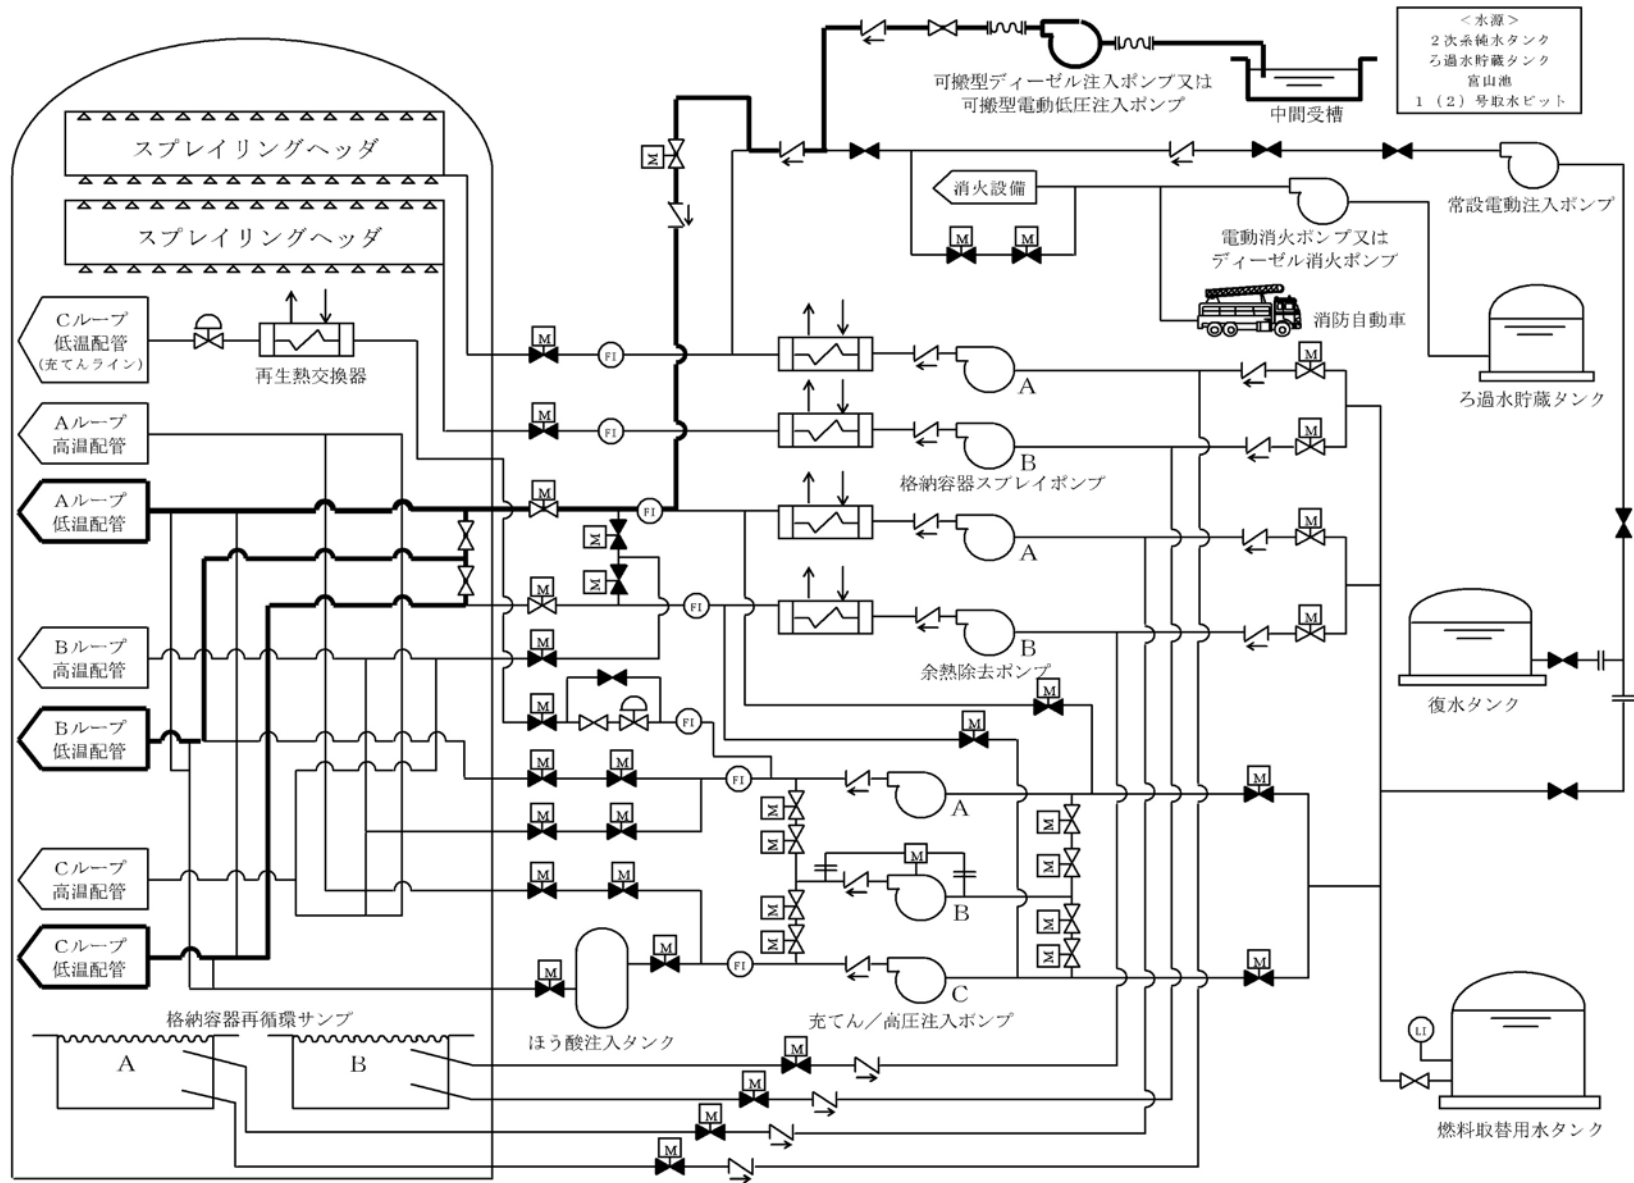 <水源>
2次系純水タンク
ろ過水貯蔵タンク
宮山池
1(2)号取水ピット
可搬型ディーゼル注入ポンプ又は
可搬型電動低圧注入ポンプ
中間受槽
スプレイリングヘッダ
M
消火設備
常設電動注入ポンプ
スプレイリングヘッダ
M
M
電動消火ポンプ又は
ディーゼル消火ポンプ
消防自動車
Cループ
低温配管
(充てんライン)
再生熱交換器
M
FI
A
M
ろ過水貯蔵タンク
Aループ
高温配管
M
FI
B
M
格納容器スプレイポンプ
Aループ
低温配管
M
FI
M
A
M
M
M
FI
B
M
余熱除去ポンプ
Bループ
高温配管
M
M
復水タンク
Bループ
低温配管
M
FI
M
M
M
FI
A
M
M
M
M
M
M
M
M
B
Cループ
高温配管
M
M
M
M
M
M
Cループ
低温配管
M
M
FI
C
M
充てん/高圧注入ポンプ
ほう酸注入タンク
LI
燃料取替用水タンク
格納容器再循環サンプ
A
B
M
M
M
M